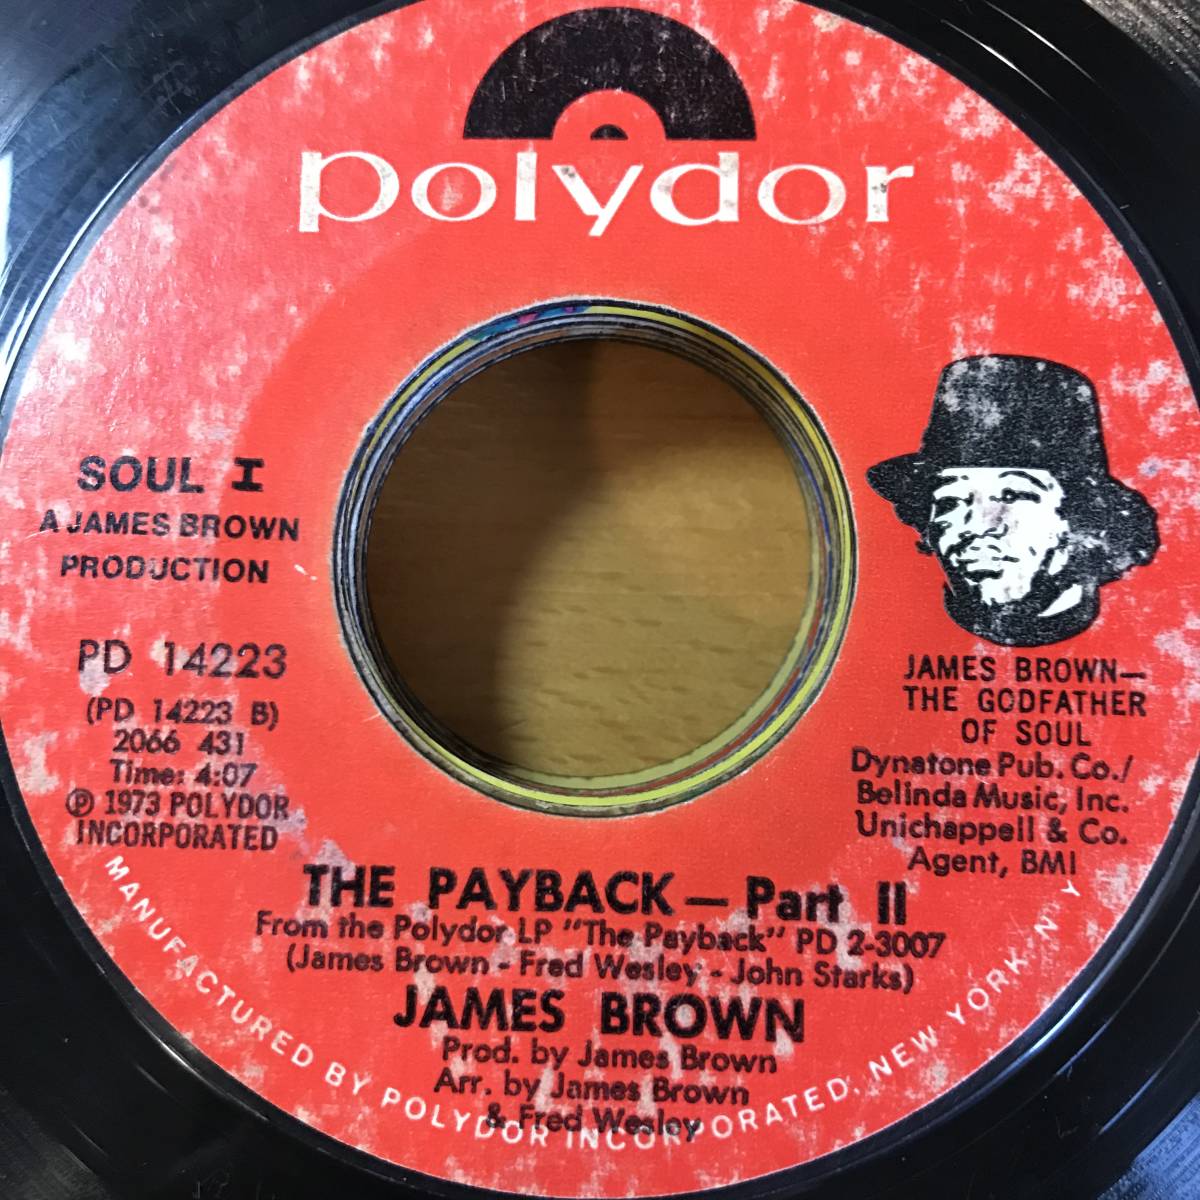 polydor
SOUL I
A JAMES BROWN
PRODUCTION
PD 14223
(PD 14223 B)
2066 431
Time: 4:07
℗ 1973 POLYDOR
INCORPORATED
JAMES BROWN—
THE GODFATHER
OF SOUL
Dynatone Pub. Co./
Belinda Music, Inc.
Unichappell & Co.
Agent, BMI
THE PAYBACK — Part II
From the Polydor LP "The Payback" PD 2-3007
(James Brown - Fred Wesley - John Starks)
JAMES BROWN
Prod. by James Brown
Arr. by James Brown
& Fred Wesley
MANUFACTURED BY POLYDOR INCORPORATED, NEW YORK, N Y